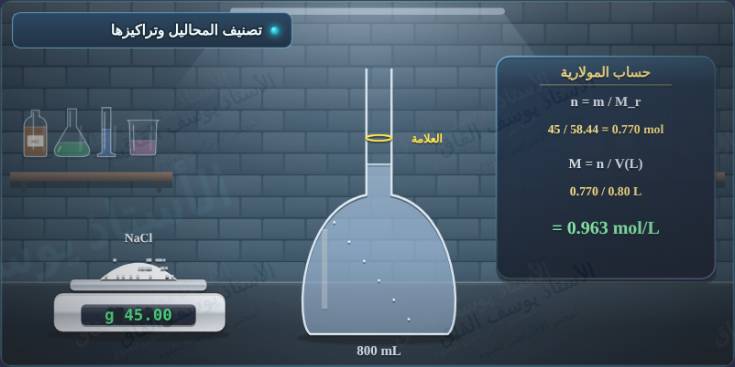 تصنيف المحاليل وتراكيزها
حساب المولارية
n = m / M_r
45 / 58.44 = 0.770 mol
M = n / V(L)
0.770 / 0.80 L
= 0.963 mol/L
العلامة
NaCl
g 45.00
800 mL